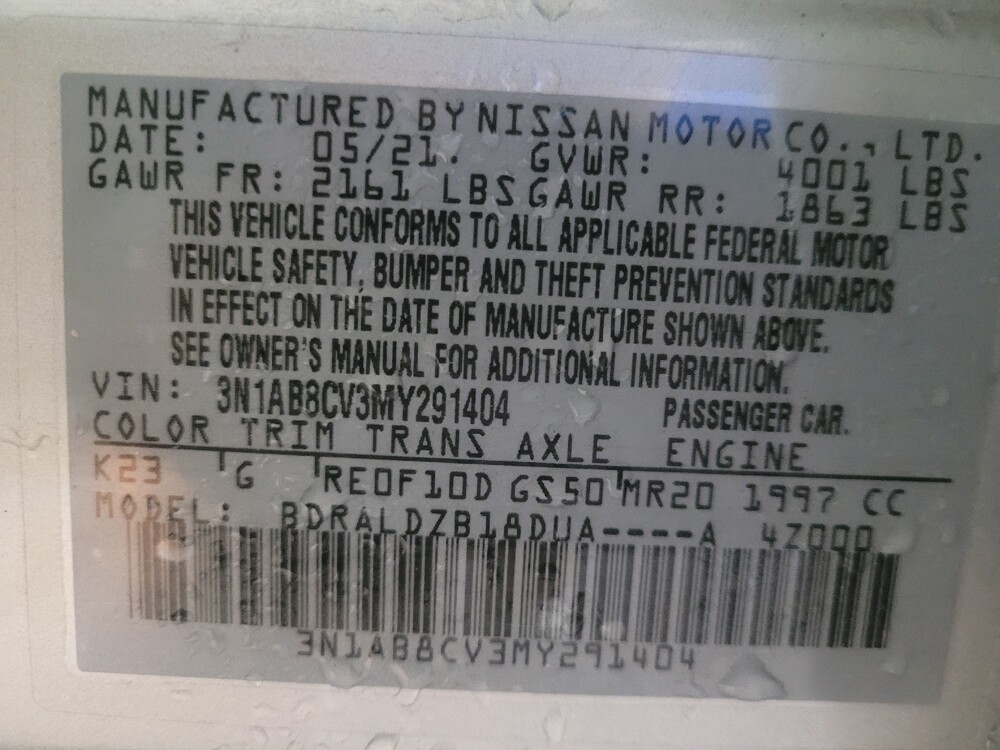 MANUFACTURED BY NISSAN MOTOR CO., LTD.
DATE: 05/21. GVWR: 4001 LBS
GAWR FR: 2161 LBS GAWR RR: 1863 LBS
THIS VEHICLE CONFORMS TO ALL APPLICABLE FEDERAL MOTOR
VEHICLE SAFETY, BUMPER AND THEFT PREVENTION STANDARDS
IN EFFECT ON THE DATE OF MANUFACTURE SHOWN ABOVE.
SEE OWNER'S MANUAL FOR ADDITIONAL INFORMATION.
VIN: 3N1AB8CV3MY291404 PASSENGER CAR.
COLOR TRIM TRANS AXLE ENGINE
K23 G RE0F10D GS50 MR20 1997 CC
MODEL: BDRALDZB18DUA----A 4Z000
3N1AB8CV3MY291404